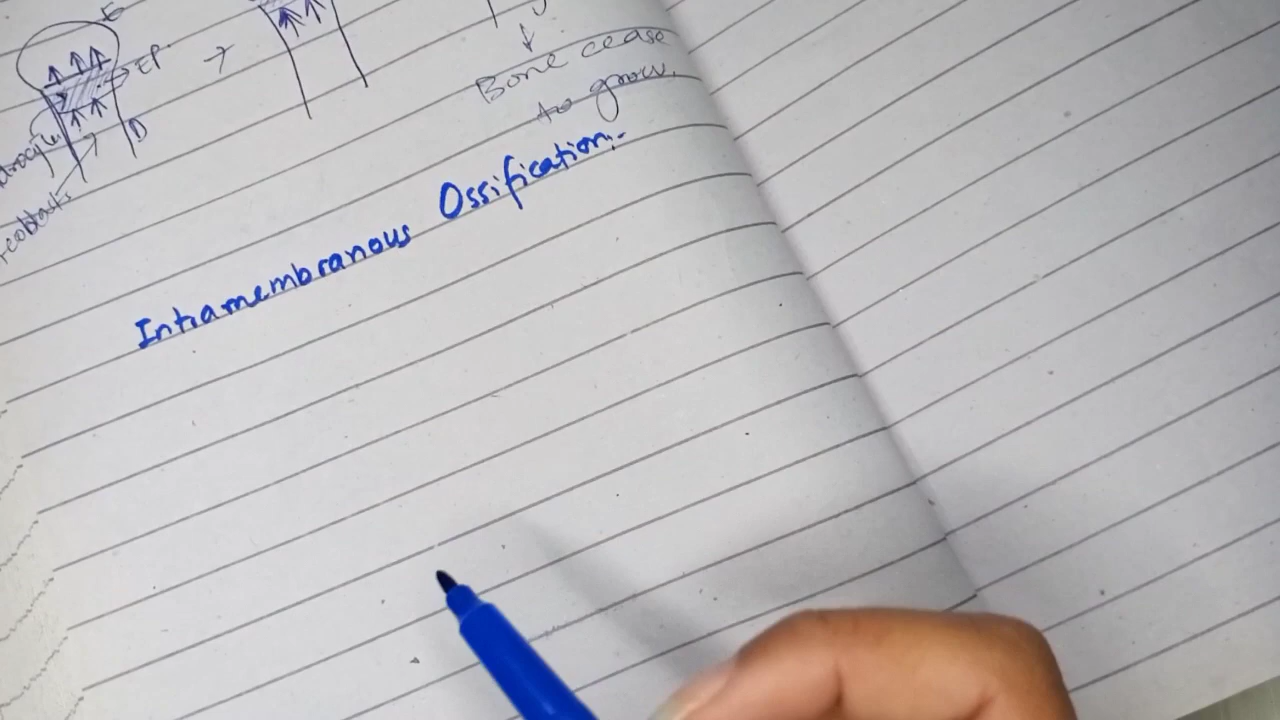 E
EP
D
Bone cease
to grow.
Intramembranous Ossification:-